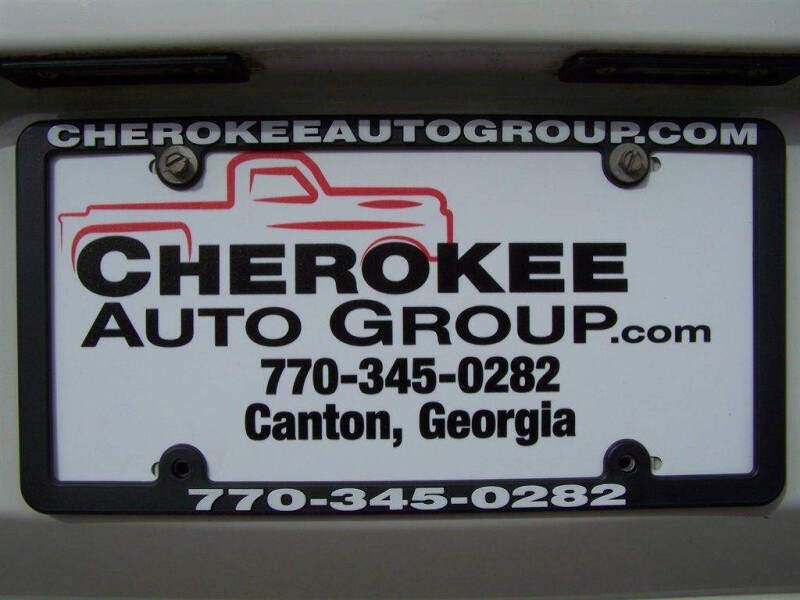 CHEROKEEAUTOGROUP.COM
CHEROKEE
AUTO GROUP.com
770-345-0282
Canton, Georgia
770-345-0282